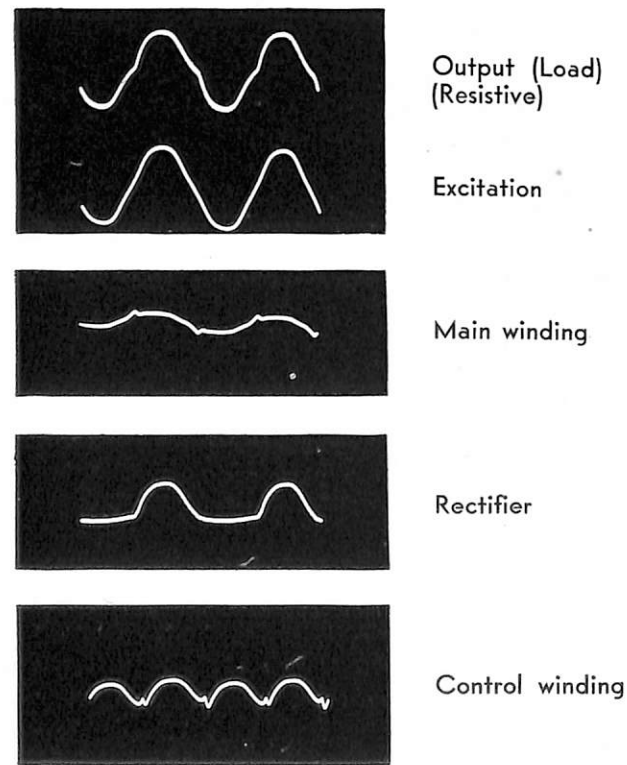 Output (Load)
(Resistive)
Excitation
Main winding
Rectifier
Control winding